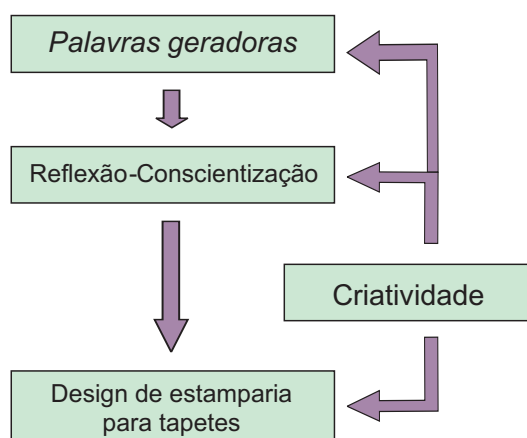 Palavras geradoras
Reflexão-Conscientização
Criatividade
Design de estamparia
para tapetes